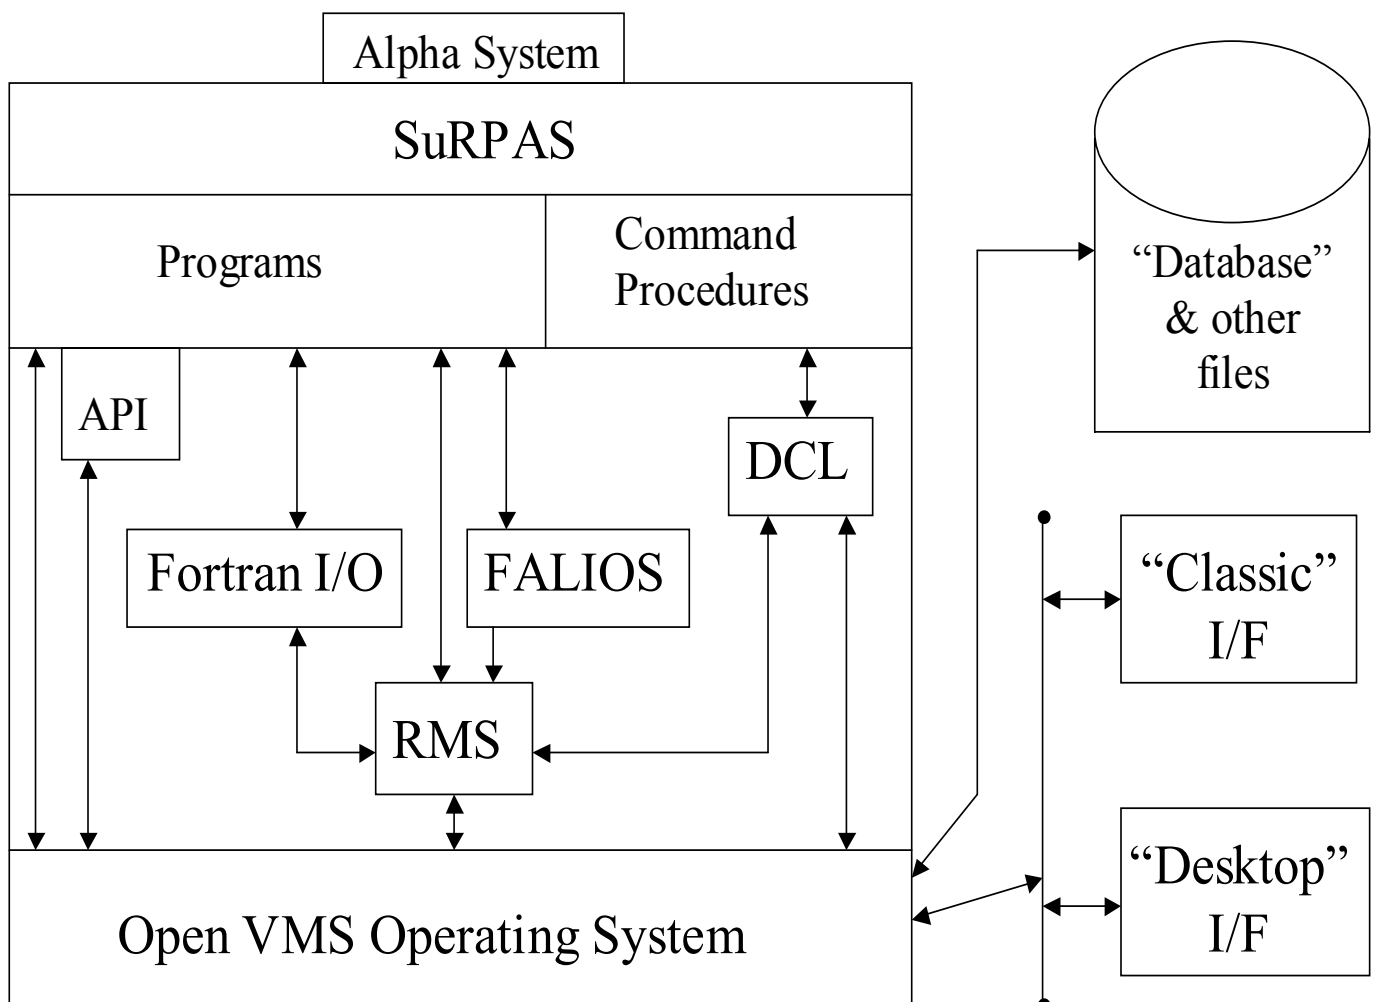 Alpha System
SuRPAS
Programs
Command
Procedures
API
DCL
Fortran I/O
FALIOS
RMS
Open VMS Operating System
“Database”
& other
files
“Classic”
I/F
“Desktop”
I/F